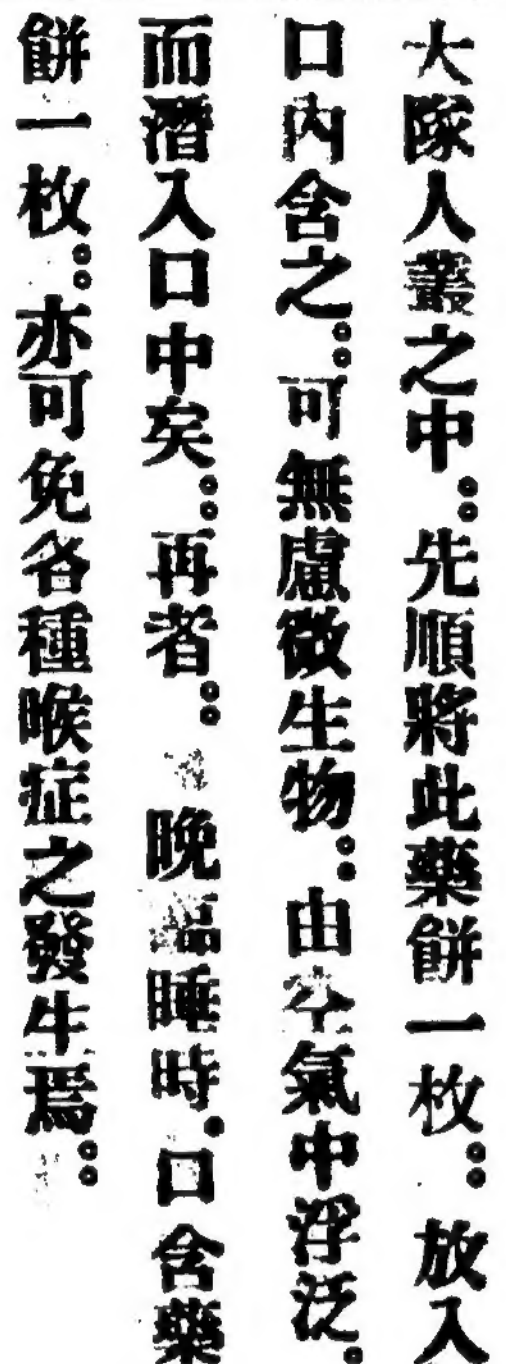 大隊人叢之中。先順將此藥餅一枚。放入
口內含之。可無慮微生物。由空氣中浮泛。
而潛入口中矣。再者。晚臨睡時。口含藥
餅一枚。亦可免各種喉症之發生焉。